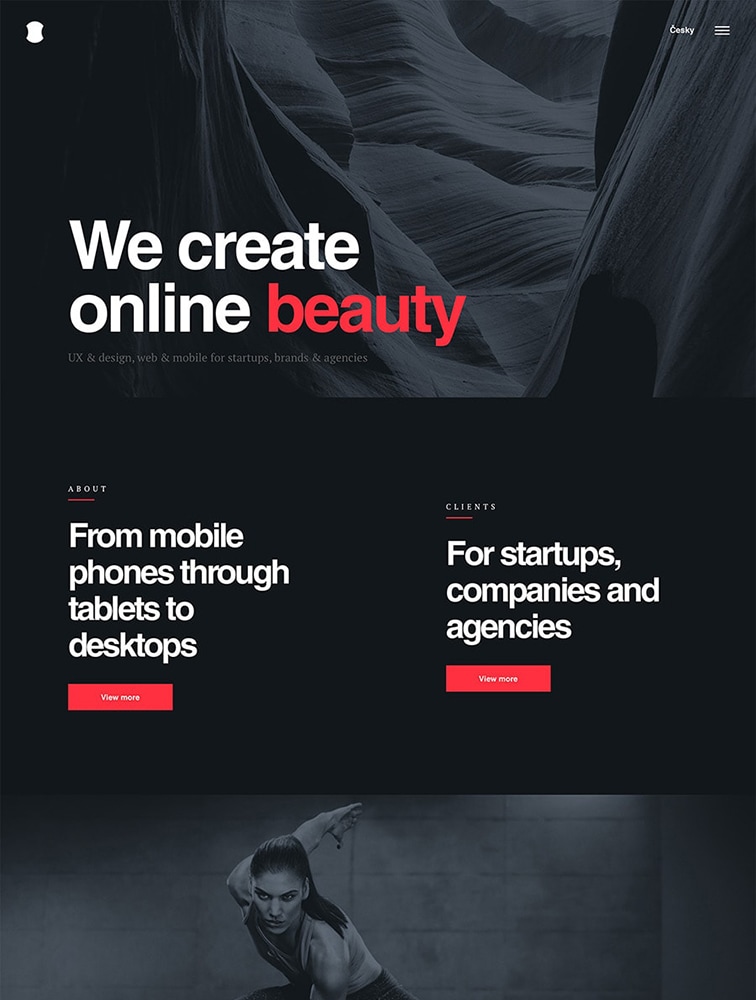 Česky
We create
online beauty
UX & design, web & mobile for startups, brands & agencies
ABOUT
From mobile
phones through
tablets to
desktops
View more
CLIENTS
For startups,
companies and
agencies
View more